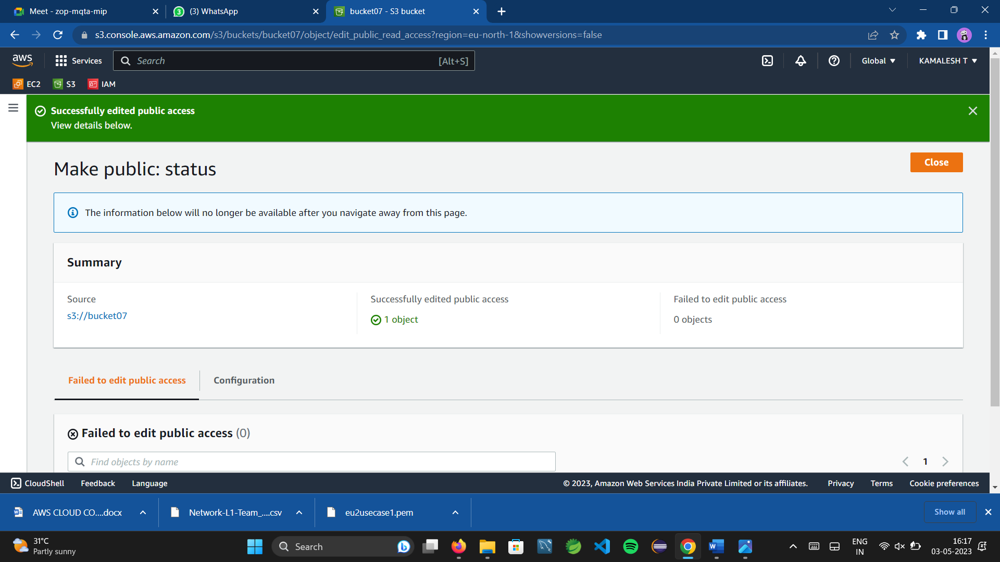 Meet - zop-mqta-mip
3
(3) WhatsApp
bucket07 - S3 bucket
s3.console.aws.amazon.com/s3/buckets/bucket07/object/edit_public_read_access?region=eu-north-1&showversions=false
aws
Services
Search
[Alt+S]
Global
KAMALESH T
EC2
S3
IAM
Successfully edited public access
View details below.
Make public: status
Close
The information below will no longer be available after you navigate away from this page.
Summary
Source
s3://bucket07
Successfully edited public access
1 object
Failed to edit public access
0 objects
Failed to edit public access
Configuration
Failed to edit public access (0)
Find objects by name
1
CloudShell
Feedback
Language
© 2023, Amazon Web Services India Private Limited or its affiliates.
Privacy
Terms
Cookie preferences
AWS CLOUD CO....docx
Network-L1-Team_....csv
eu2usecase1.pem
Show all
31°C
Partly sunny
Search
ENG
IN
16:17
03-05-2023